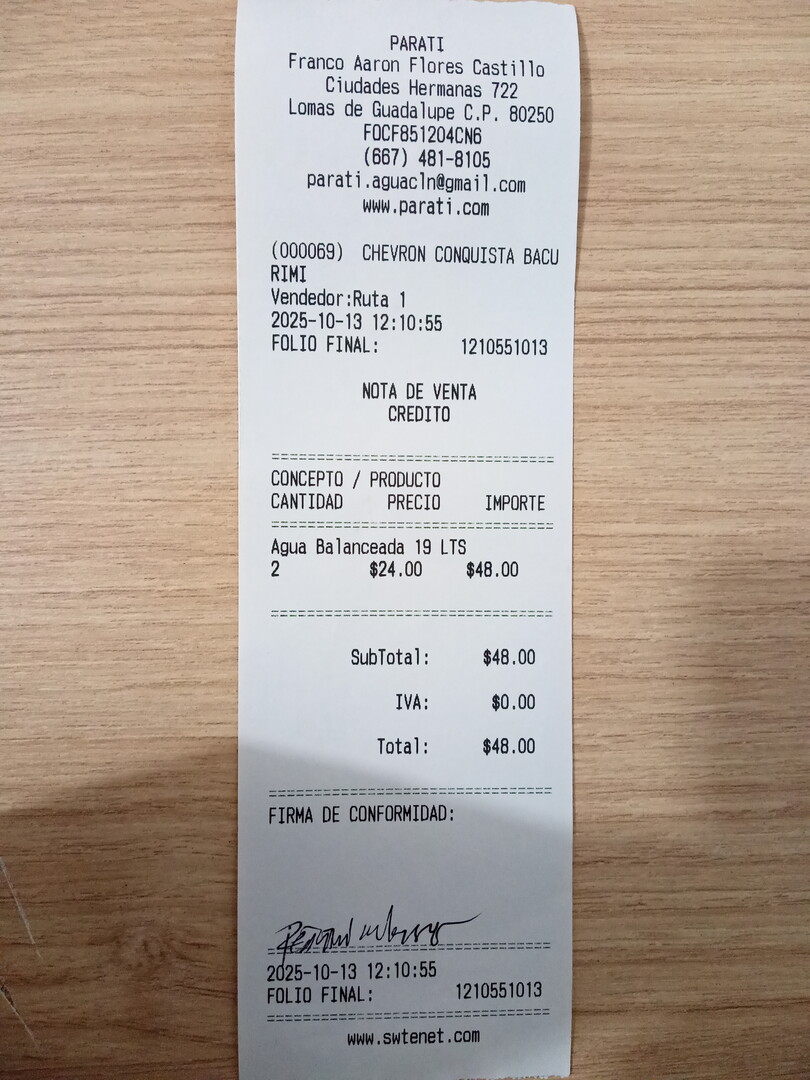 PARATI
Franco Aaron Flores Castillo
Ciudades Hermanas 722
Lomas de Guadalupe C.P. 80250
FOCF851204CN6
(667) 481-8105
parati.aguacln@gmail.com
www.parati.com
(000069) CHEVRON CONQUISTA BACU
RIMI
Vendedor:Ruta 1
2025-10-13 12:10:55
FOLIO FINAL: 1210551013
NOTA DE VENTA
CREDITO
================================
CONCEPTO / PRODUCTO
CANTIDAD PRECIO IMPORTE
================================
Agua Balanceada 19 LTS
2 $24.00 $48.00
================================
SubTotal: $48.00
IVA: $0.00
Total: $48.00
================================
FIRMA DE CONFORMIDAD:
================================
2025-10-13 12:10:55
FOLIO FINAL: 1210551013
================================
www.swtenet.com